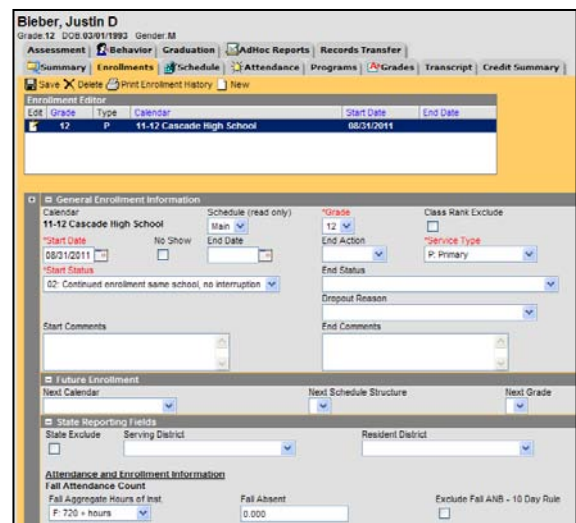 Bieber, Justin D
Grade:12 DOB:03/01/1993 Gender:M
Assessment Behavior Graduation AdHoc Reports Records Transfer
Summary Enrollments Schedule Attendance Programs Grades Transcript Credit Summary
Save Delete Print Enrollment History New
Enrollment Editor
Edit Grade Type Calendar Start Date End Date
12 P 11-12 Cascade High School 08/31/2011
General Enrollment Information
Calendar Schedule (read only) *Grade Class Rank Exclude
11-12 Cascade High School Main 12
*Start Date No Show End Date End Action *Service Type
08/31/2011 P: Primary
*Start Status End Status
02: Continued enrollment same school, no interruption
Dropout Reason
Start Comments End Comments
Future Enrollment
Next Calendar Next Schedule Structure Next Grade
State Reporting Fields
State Exclude Serving District Resident District
Attendance and Enrollment Information
Fall Attendance Count
Fall Aggregate Hours of Inst. Fall Absent Exclude Fall ANB - 10 Day Rule
F: 720 + hours 0.000